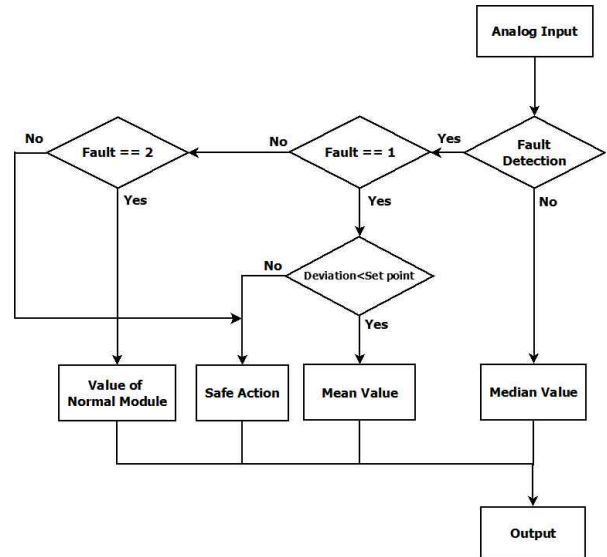 Analog Input
No
Fault == 2
No
Fault == 1
Yes
Fault
Detection
Yes
Yes
No
No
Deviation<Set point
Yes
Value of
Normal Module
Safe Action
Mean Value
Median Value
Output